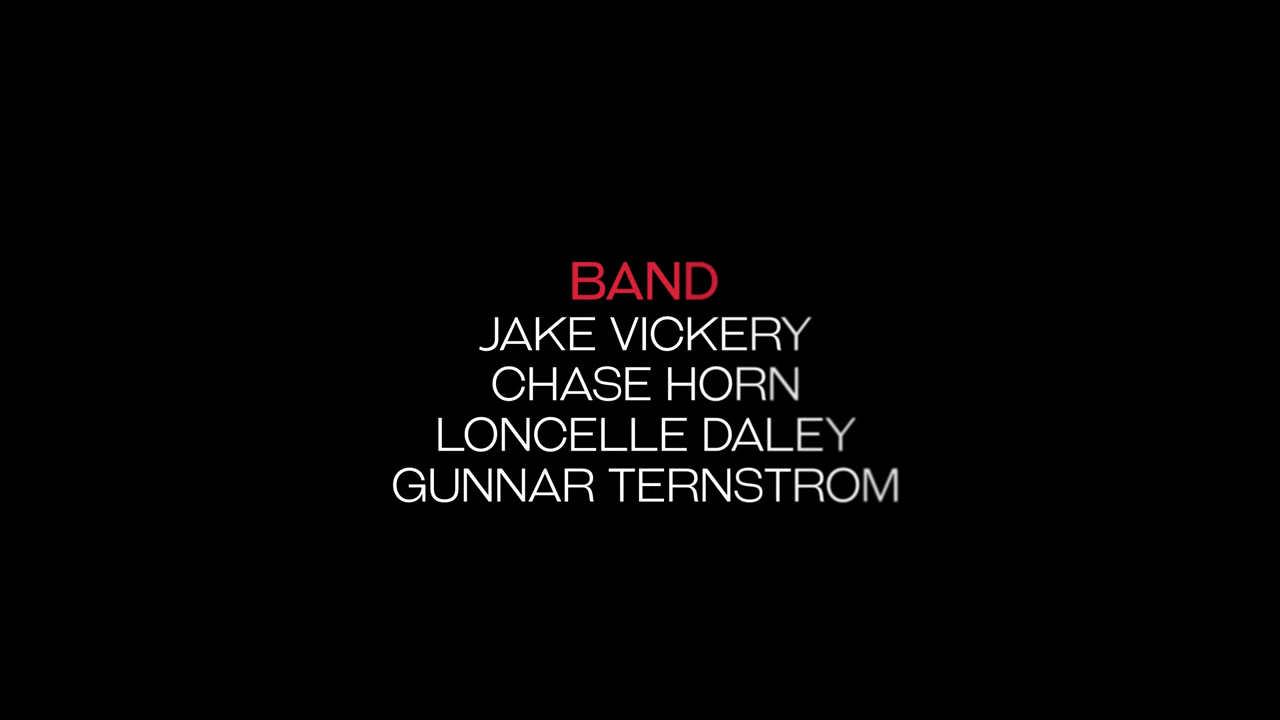 BAND
JAKE VICKERY
CHASE HORN
LONCELLE DALEY
GUNNAR TERNSTROM